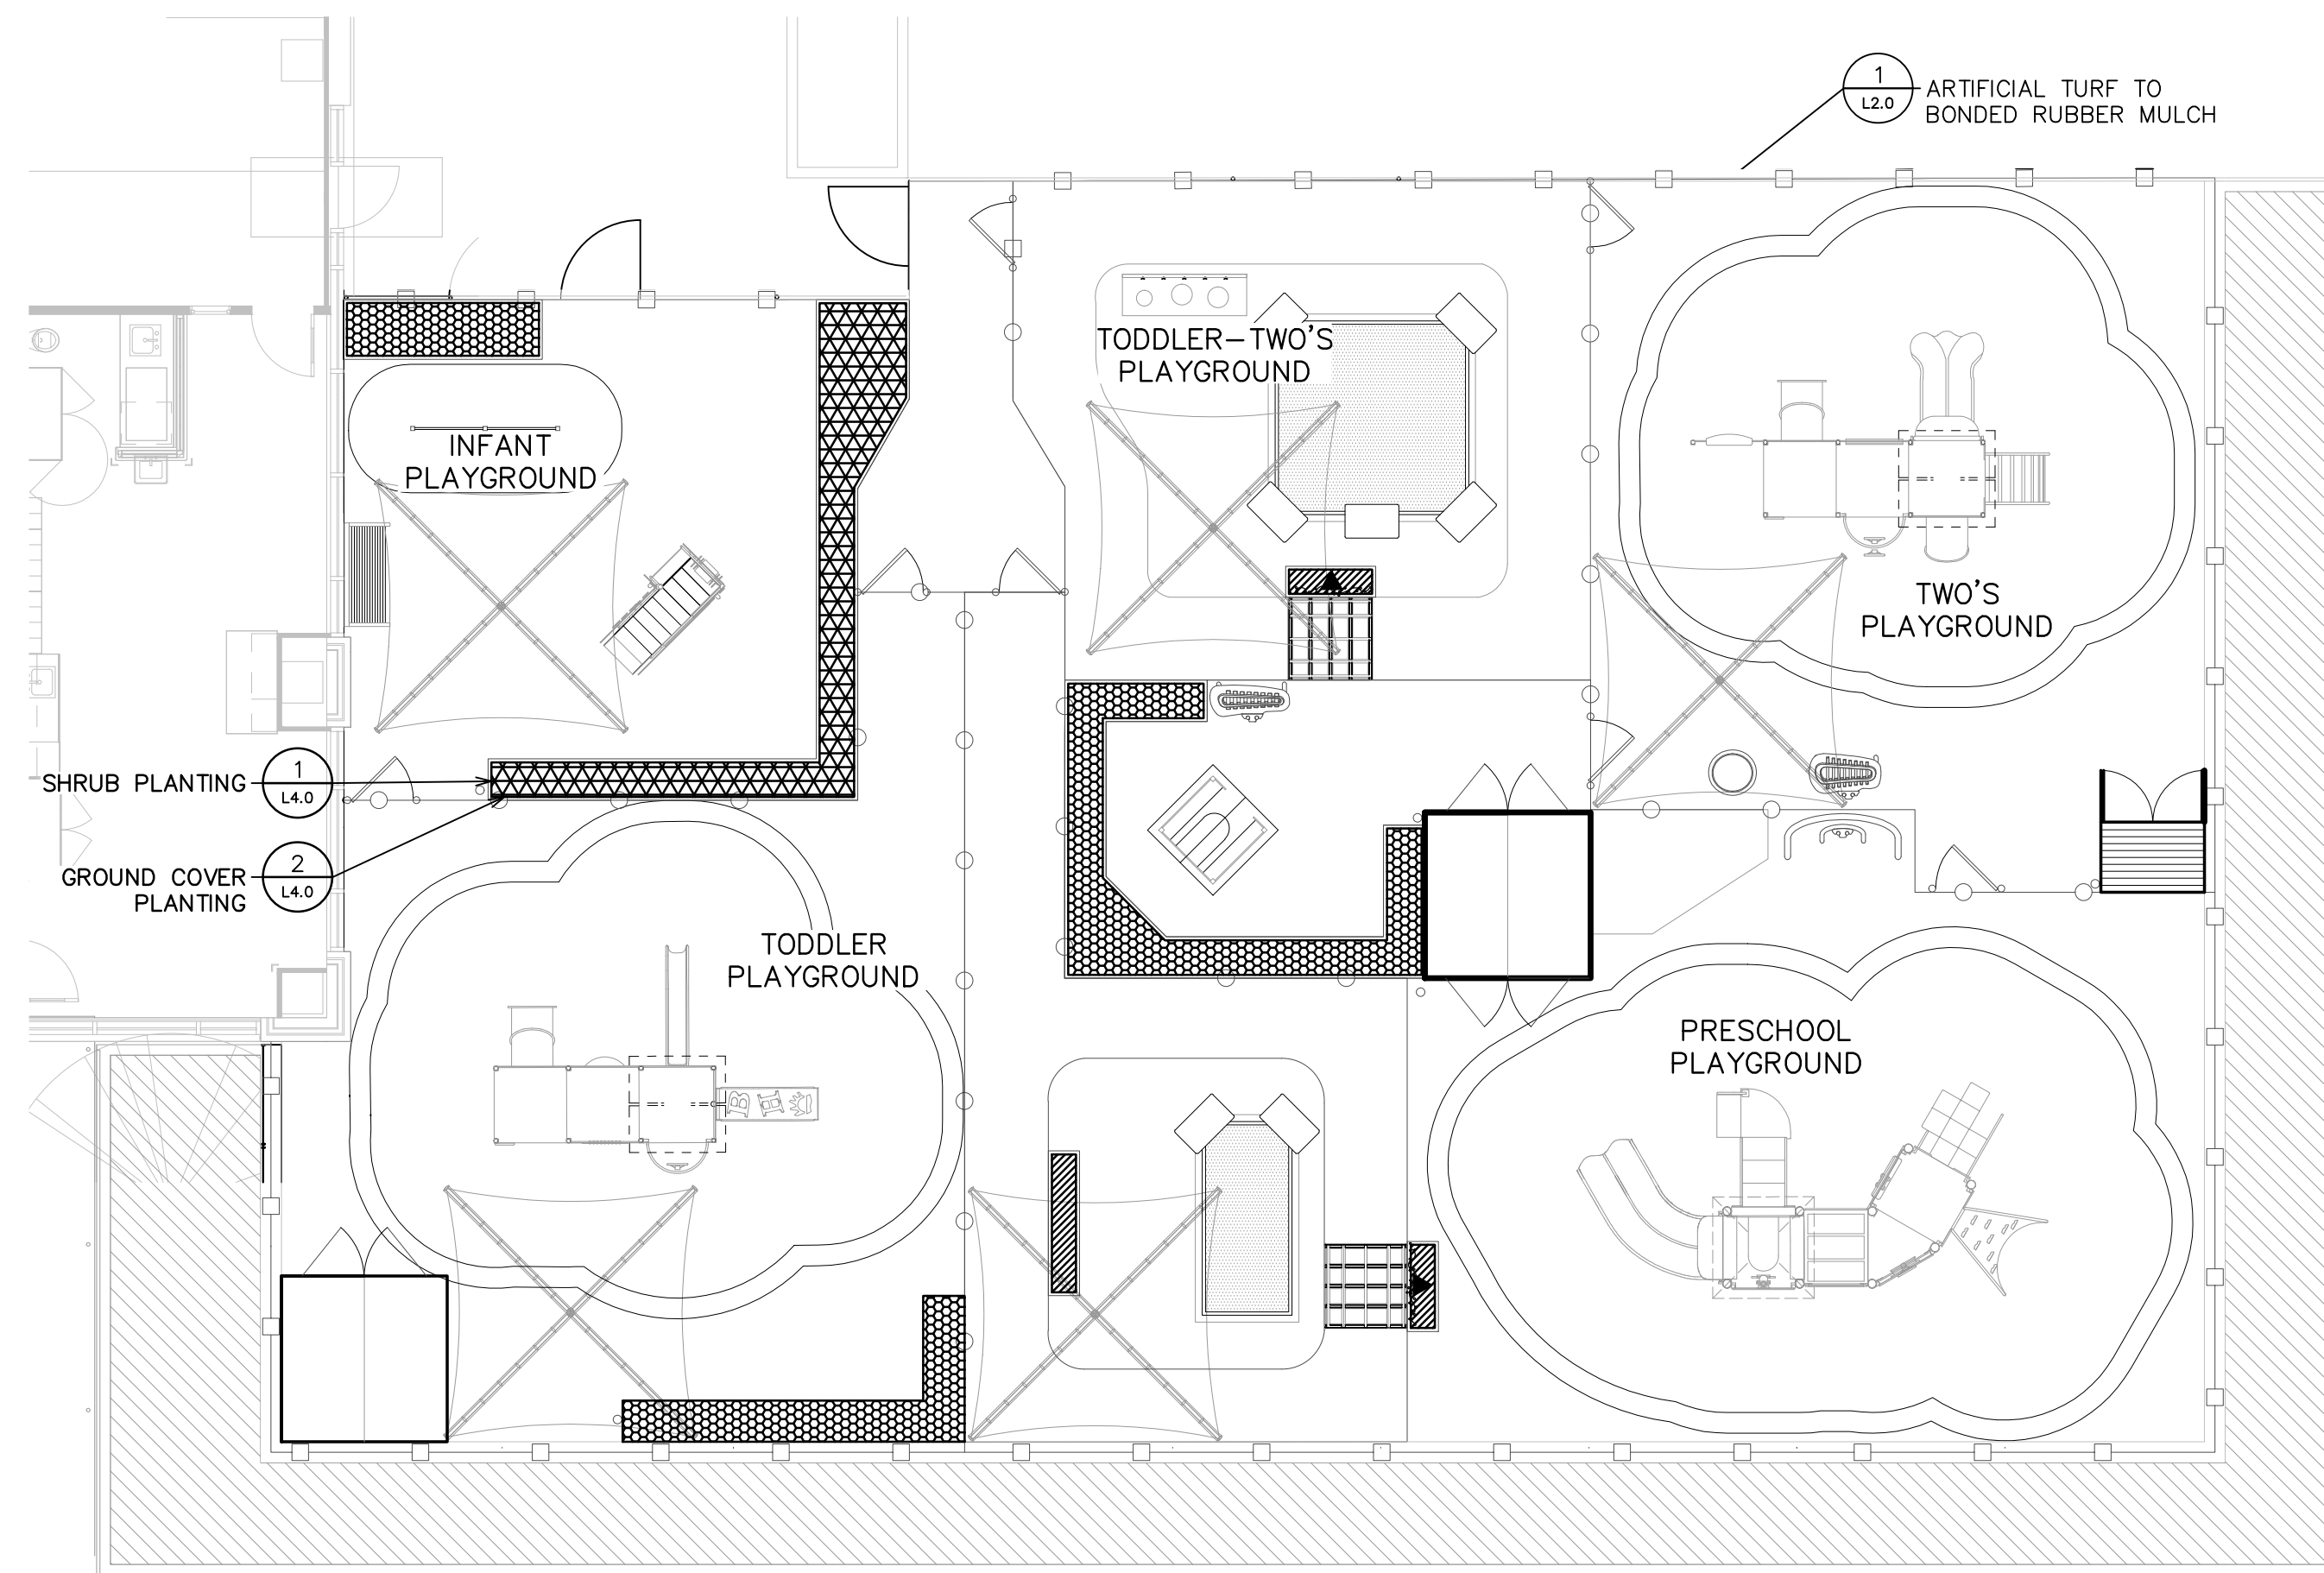 1
L2.0
ARTIFICIAL TURF TO
BONDED RUBBER MULCH
TODDLER-TWO'S
PLAYGROUND
INFANT
PLAYGROUND
TWO'S
PLAYGROUND
SHRUB PLANTING
1
L4.0
GROUND COVER
PLANTING
2
L4.0
TODDLER
PLAYGROUND
PRESCHOOL
PLAYGROUND